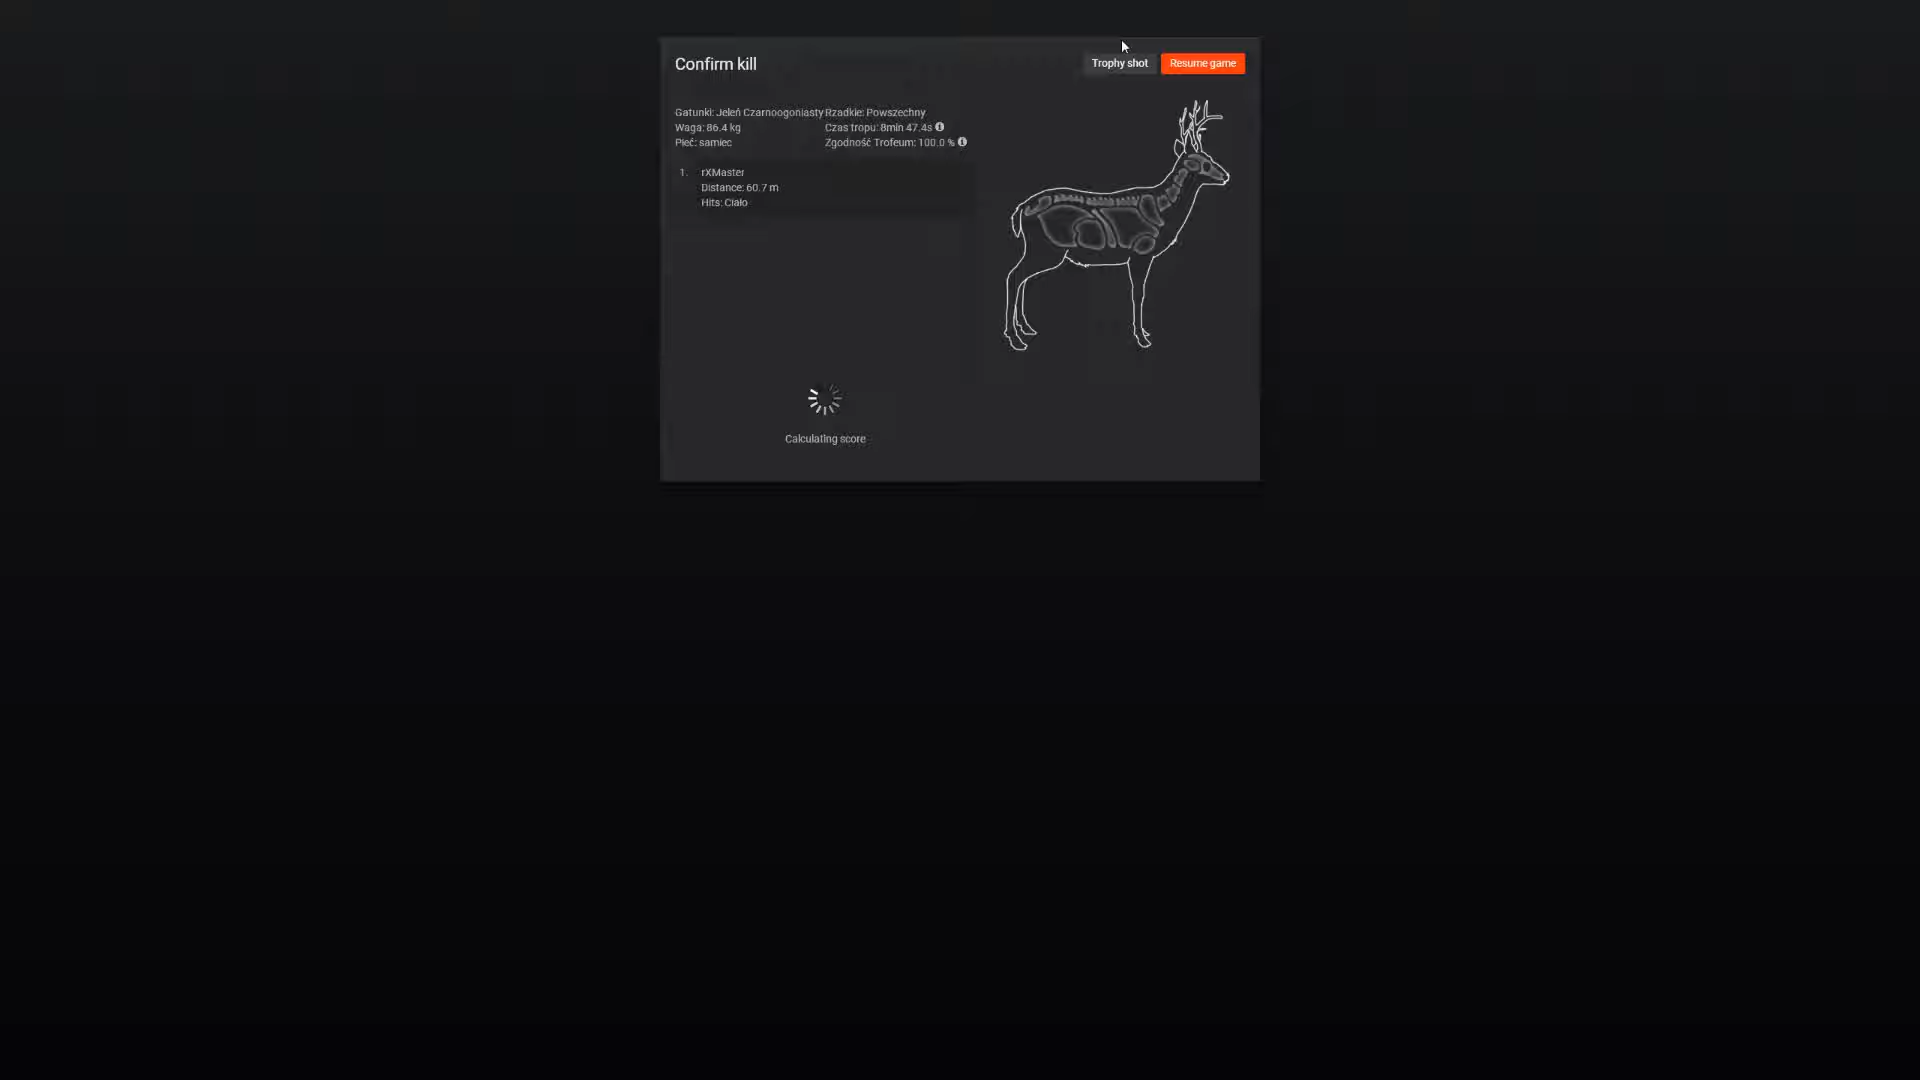 Confirm kill
Trophy shot
Resume game
Gatunki: Jeleń Czarnoogoniasty Rzadkie: Powszechny
Waga: 86.4 kg Czas tropu: 8min 47.4s
Płeć: samiec Zgodność Trofeum: 100.0 %
1. rXMaster
Distance: 60.7 m
Hits: Ciało
Calculating score